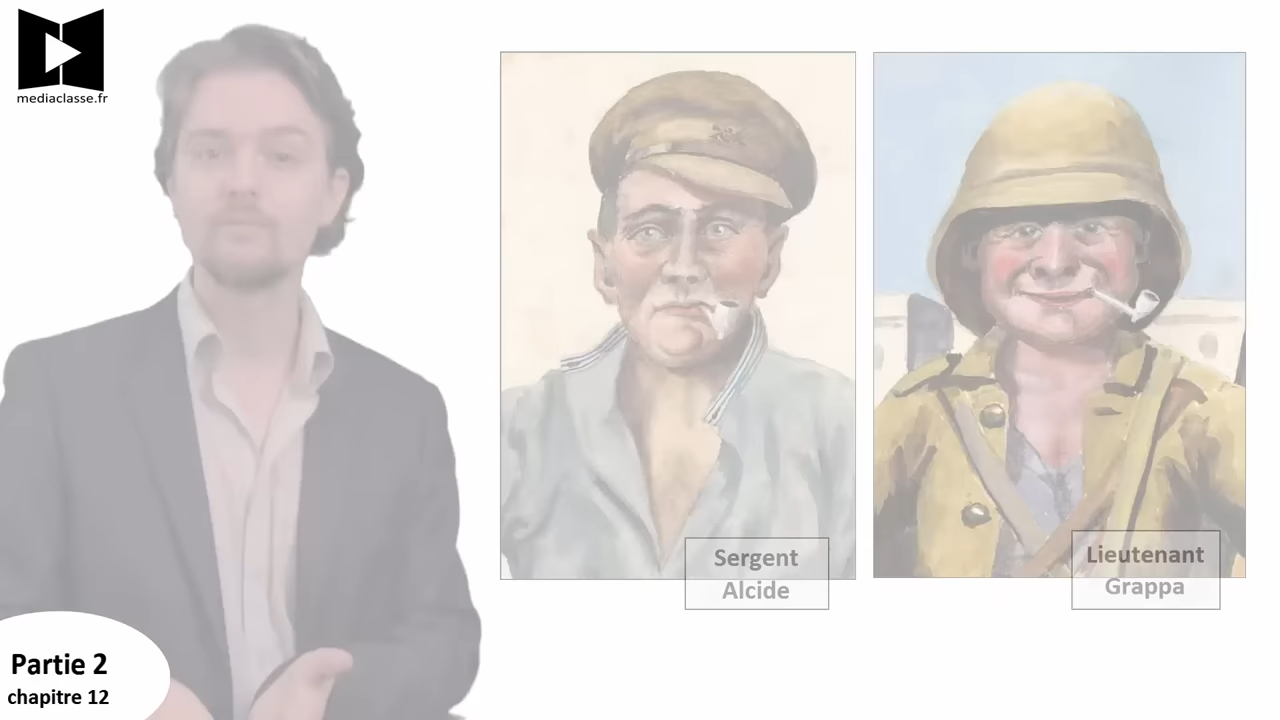 mediaclasse.fr
Sergent
Alcide
Lieutenant
Grappa
Partie 2
chapitre 12